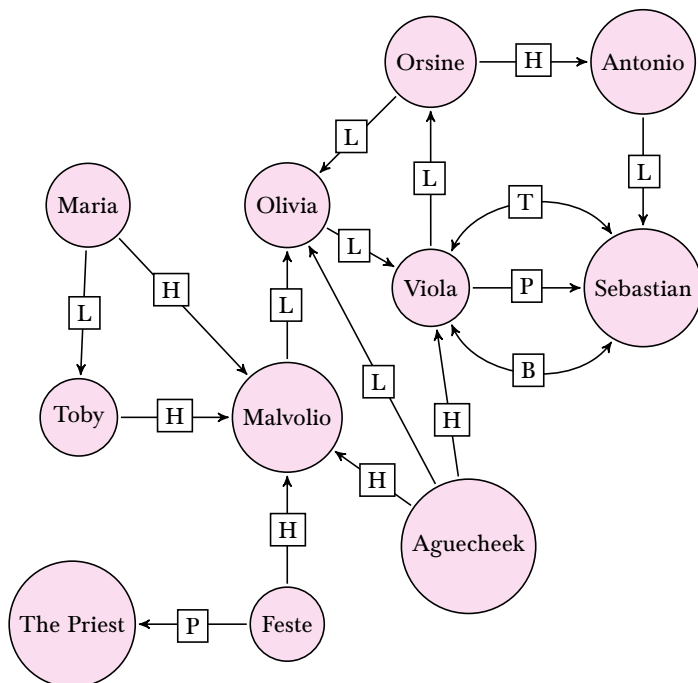 Orsine
H
Antonio
L
L
L
Maria
Olivia
T
L
H
Viola
P
Sebastian
L
L
L
B
Toby
H
Malvolio
H
H
Aguecheek
H
The Priest
P
Feste